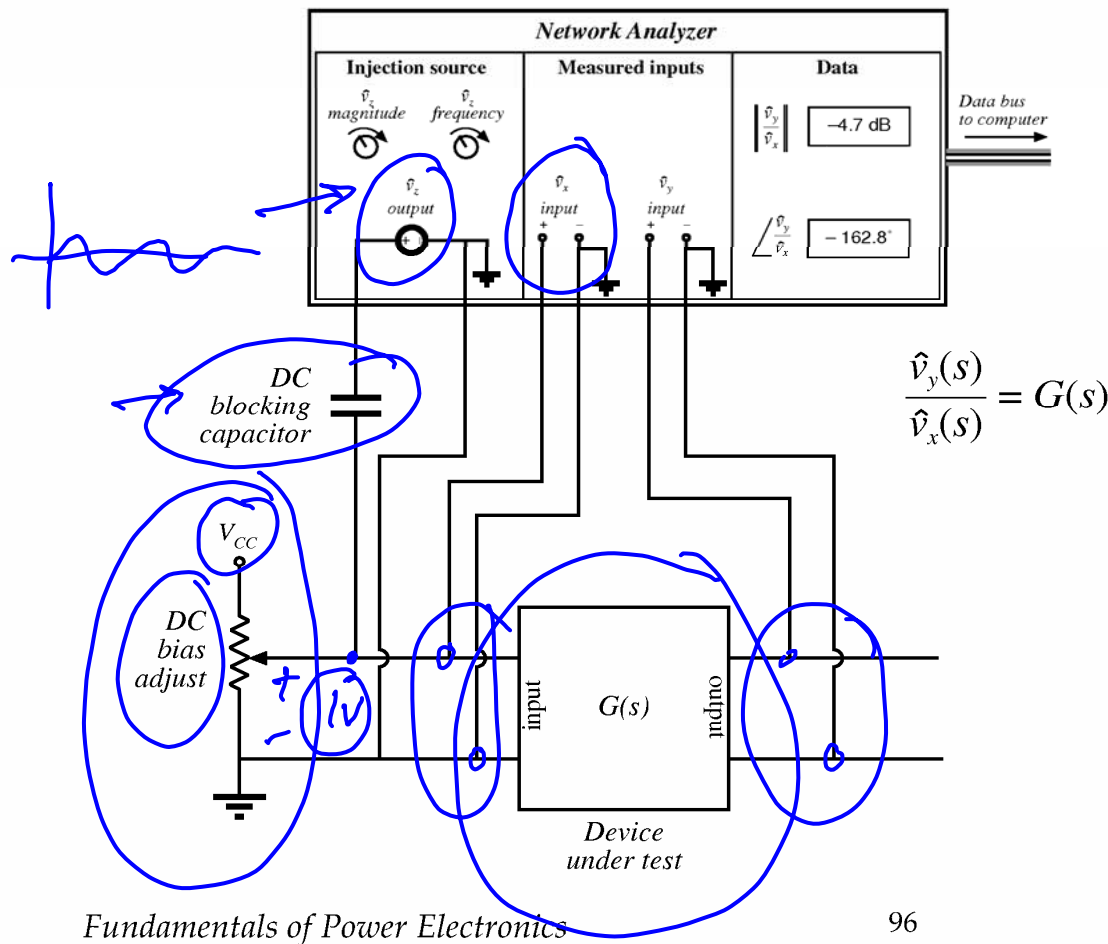 Network Analyzer
Injection source
Measured inputs
Data
v̂z
magnitude
v̂z
frequency
v̂z
output
+ −
v̂x
input
+ −
v̂y
input
+ −
|v̂y/v̂x|
−4.7 dB
∠v̂y/v̂x
−162.8˚
Data bus
to computer
DC
blocking
capacitor
v̂y(s)/v̂x(s) = G(s)
VCC
DC
bias
adjust
+
1V
−
input
G(s)
output
Device
under test
Fundamentals of Power Electronics
96